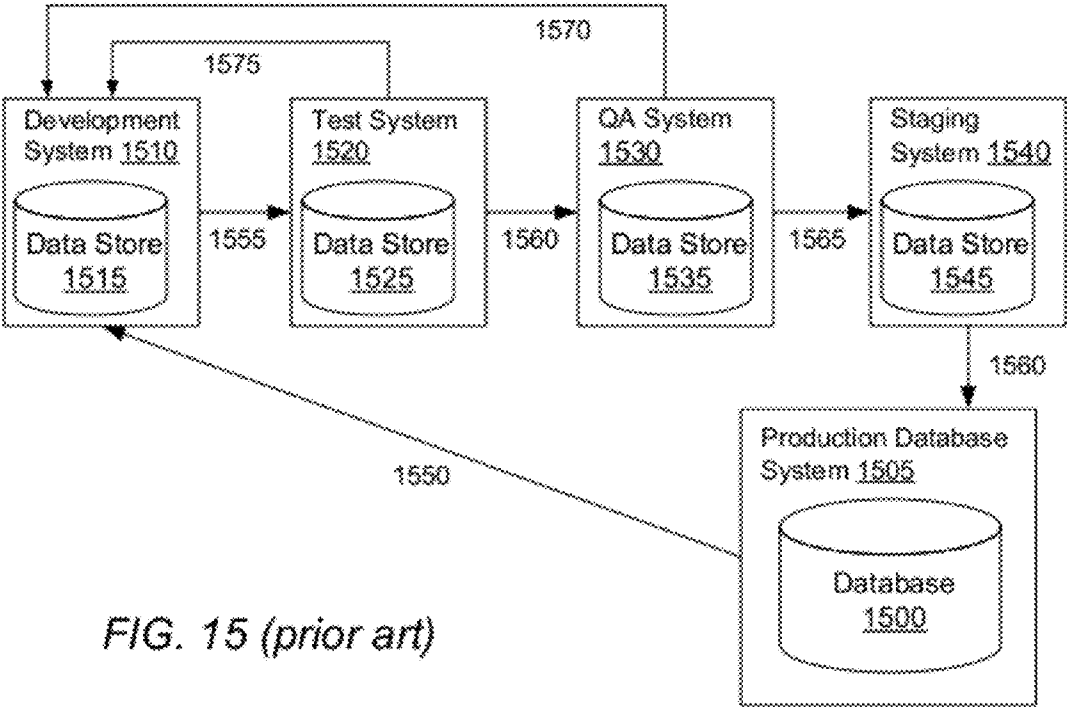 1570
1575
Development
System 1510
Test System
1520
QA System
1530
Staging
System 1540
Data Store
1515
1555
Data Store
1525
1560
Data Store
1535
1565
Data Store
1545
1560
Production Database
System 1505
1550
Database
1500
FIG. 15 (prior art)